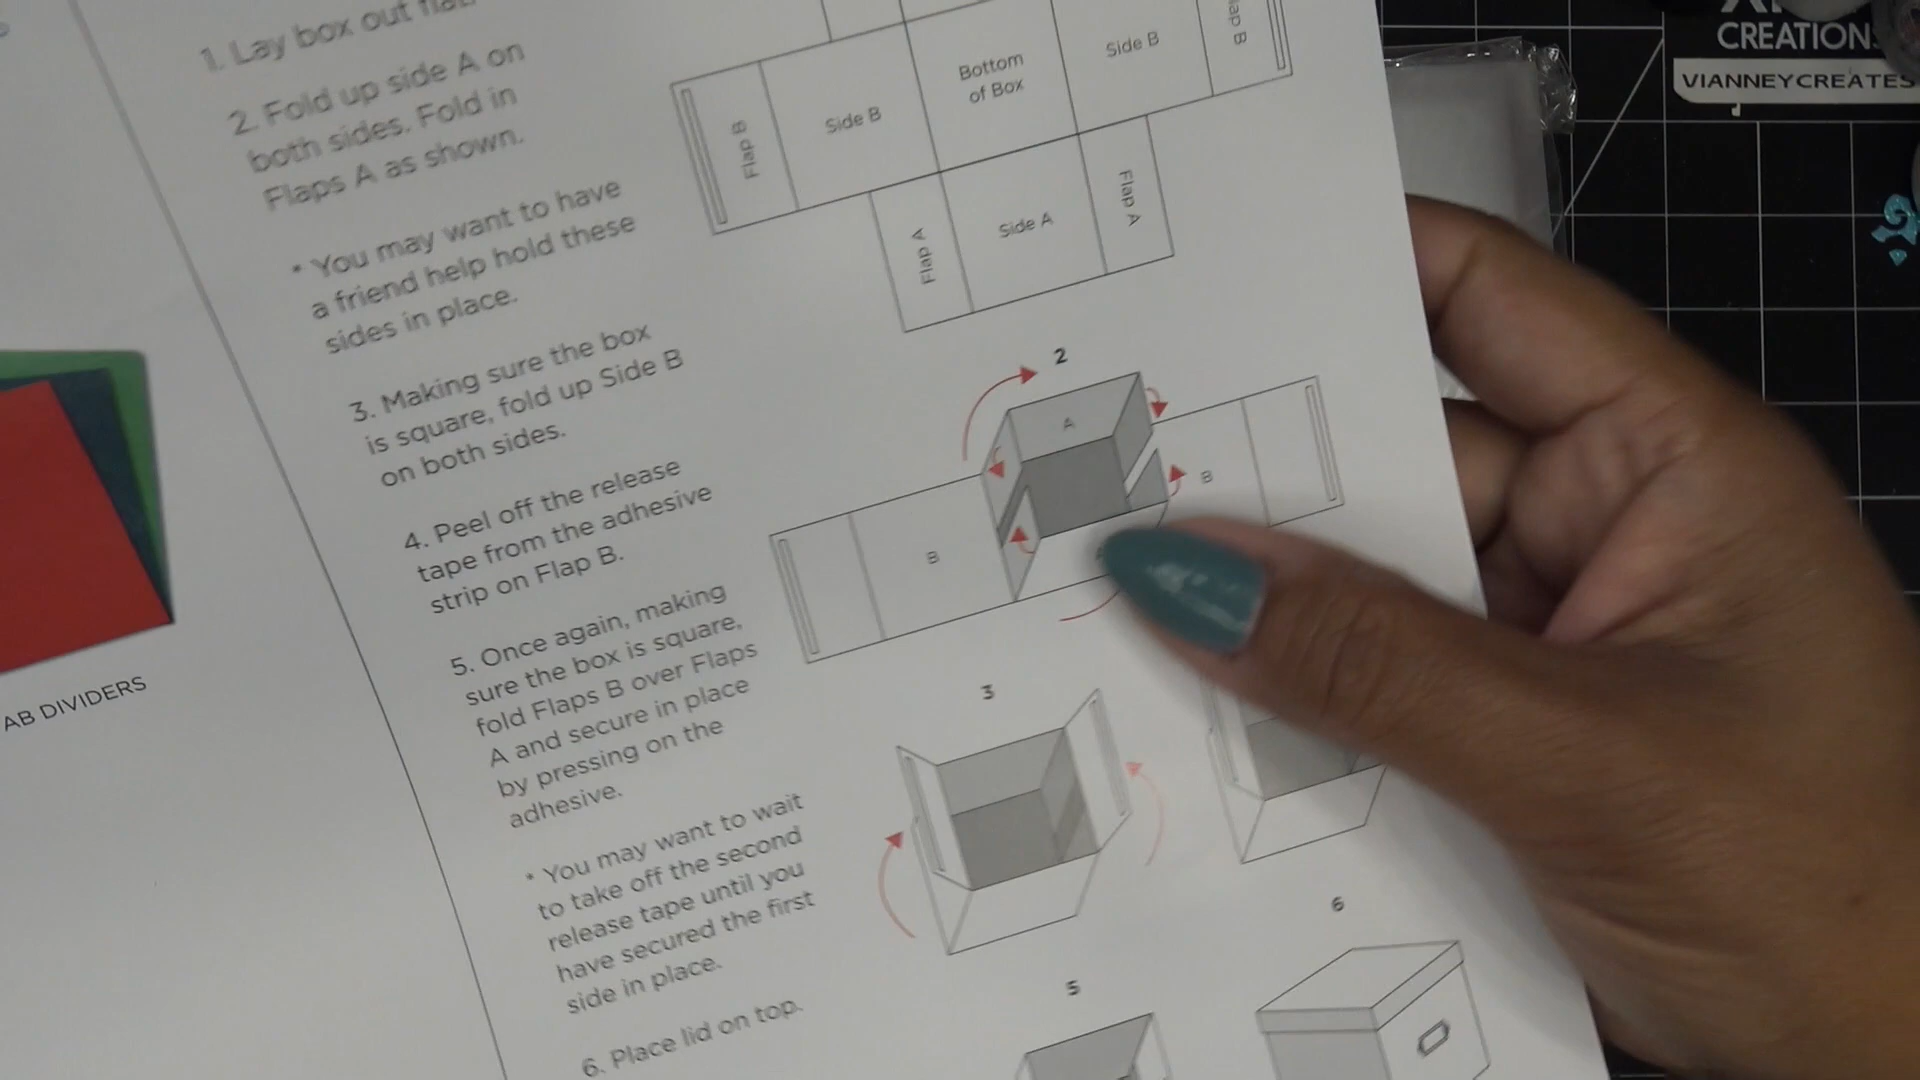 1. Lay box out flat.
2. Fold up side A on
both sides. Fold in
Flaps A as shown.
* You may want to have
a friend help hold these
sides in place.
3. Making sure the box
is square, fold up Side B
on both sides.
4. Peel off the release
tape from the adhesive
strip on Flap B.
5. Once again, making
sure the box is square,
fold Flaps B over Flaps
A and secure in place
by pressing on the
adhesive.
* You may want to wait
to take off the second
release tape until you
have secured the first
side in place.
6. Place lid on top.
AB DIVIDERS
Flap B
Side B
Bottom
of Box
Side B
Flap B
Flap A
Side A
Flap A
2
A
B
B
3
5
6
CREATIONS
VIANNEYCREATES